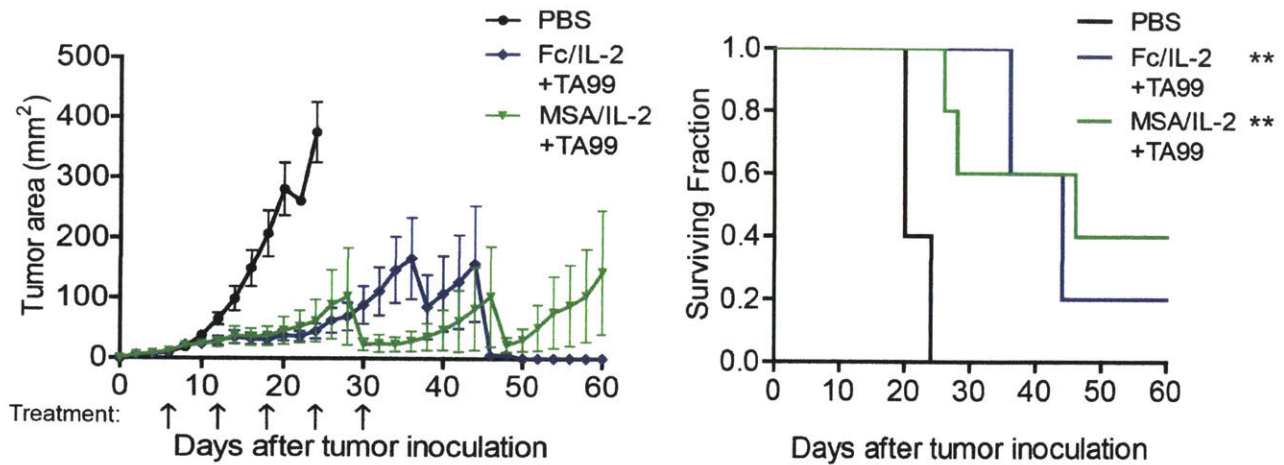 PBS
Fc/IL-2
+TA99
MSA/IL-2
+TA99
500
400
300
200
100
0
Tumor area (mm²)
0 10 20 30 40 50 60
Treatment: ↑ ↑ ↑ ↑ ↑
Days after tumor inoculation
PBS
Fc/IL-2 **
+TA99
MSA/IL-2 **
+TA99
1.0
0.8
0.6
0.4
0.2
0.0
Surviving Fraction
0 10 20 30 40 50 60
Days after tumor inoculation